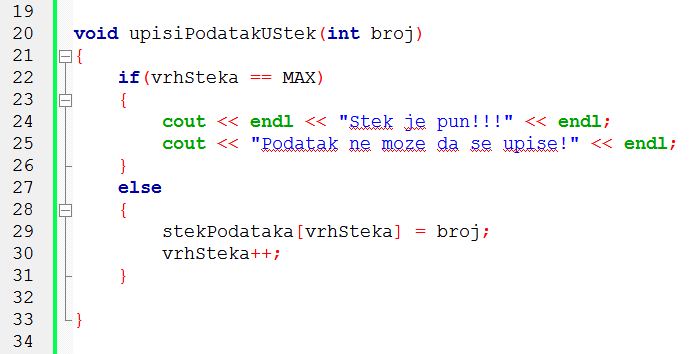 19
20 void upisiPodatakUStek(int broj)
21 {
22 if(vrhSteka == MAX)
23 {
24 cout << endl << "Stek je pun!!!" << endl;
25 cout << "Podatak ne moze da se upise!" << endl;
26 }
27 else
28 {
29 stekPodataka[vrhSteka] = broj;
30 vrhSteka++;
31 }
32
33 }
34